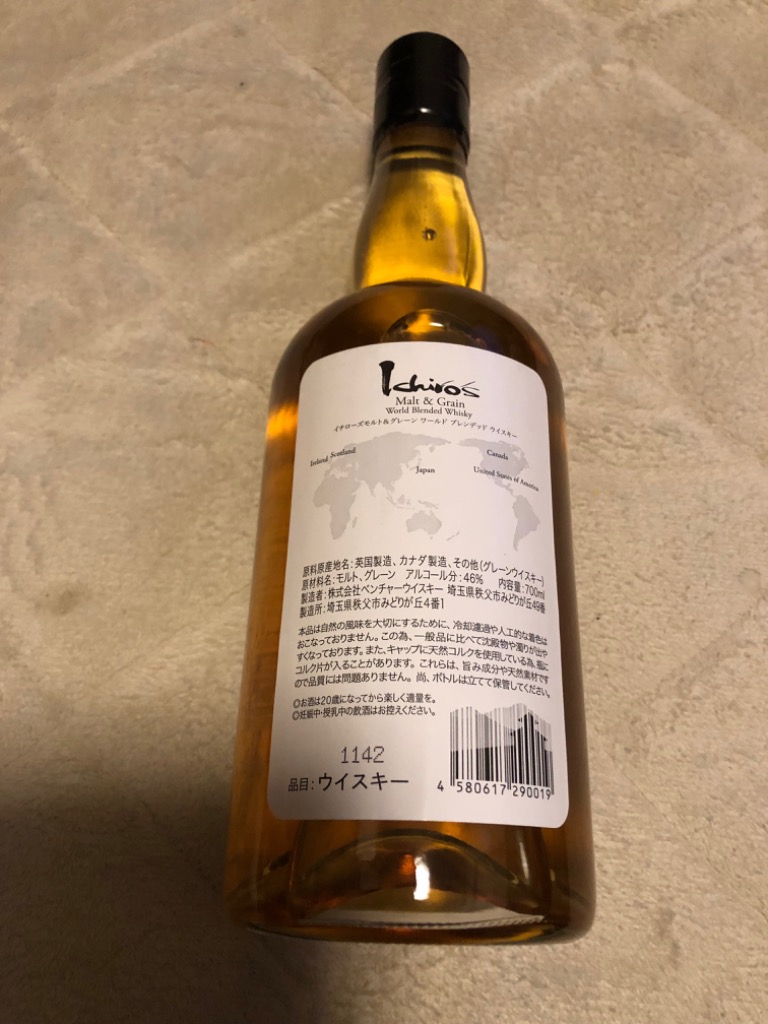 Ichiro's
Malt & Grain
World Blended Whisky
イチローズモルト&グレーン ワールド ブレンデッド ウイスキー
Ireland Scotland Canada
Japan United States of America
原料原産地名:英国製造、カナダ製造、その他(グレーンウイスキー)
原材料名:モルト、グレーン アルコール分:46% 内容量:700ml
製造者:株式会社ベンチャーウイスキー 埼玉県秩父市みどりが丘49番
製造所:埼玉県秩父市みどりが丘4番1
本品は自然の風味を大切にするために、冷却濾過や人工的な着色は
おこなっておりません。この為、一般品に比べて沈殿物や濁りが出や
すくなっております。また、キャップに天然コルクを使用している為、瓶に
コルク片が入ることがあります。これらは、旨み成分や天然素材です
ので品質には問題ありません。尚、ボトルは立てて保管してください。
◎お酒は20歳になってから楽しく適量を。
◎妊娠中・授乳中の飲酒はお控えください。
1142
品目:ウイスキー
4 580617 290019